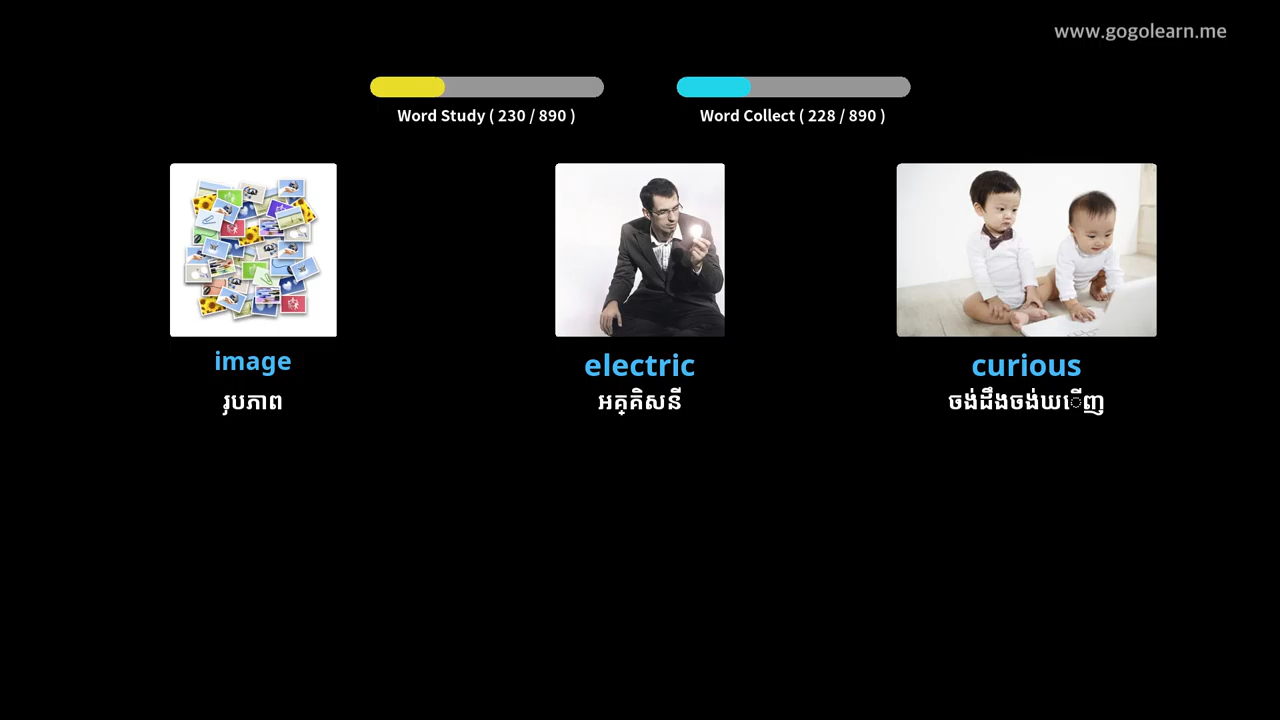 www.gogolearn.me
Word Study ( 230 / 890 )
Word Collect ( 228 / 890 )
image
electric
curious
រូបភាព
អគ្គិសនី
ចង់ដឹងចង់ឃើញ